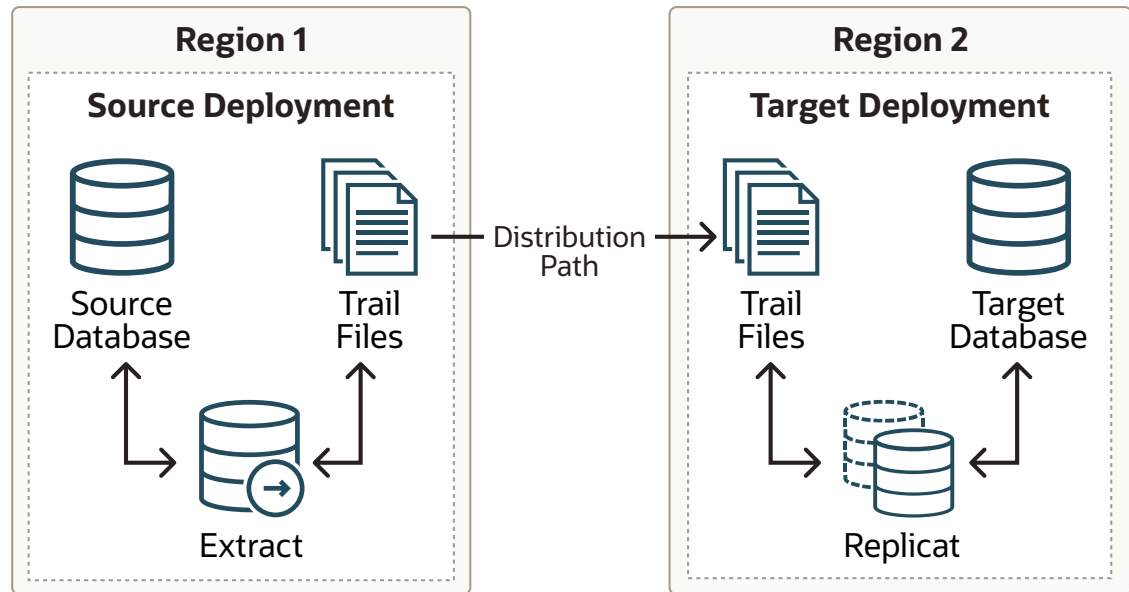 Region 1
Source Deployment
Source
Database
Trail
Files
Extract
Distribution
Path
Region 2
Target Deployment
Trail
Files
Target
Database
Replicat